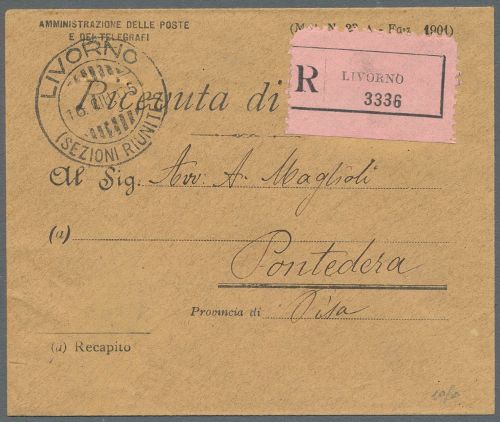 AMMINISTRAZIONE DELLE POSTE
E DEI TELEGRAFI
1901)
LIVORNO
(SEZIONI RIUNITE)
R LIVORNO
3336
Ricevuta di
Al Sig. Avv. A. Maglioli
(a)
Pontedera
Provincia di Pisa
(a) Recapito